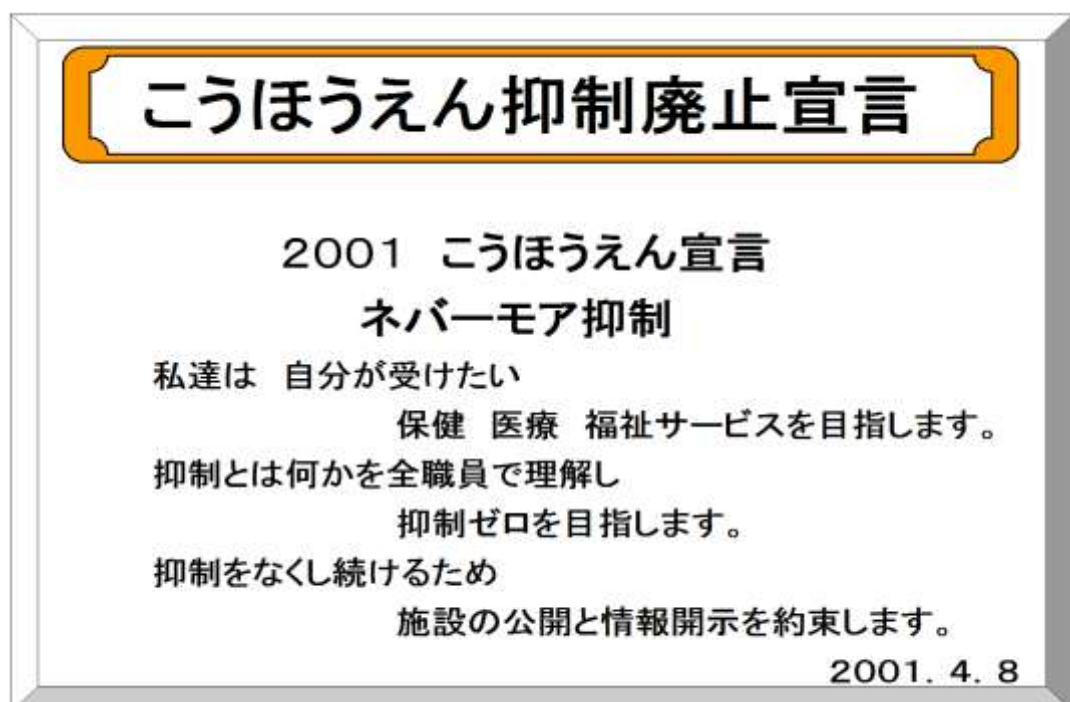 こうほうえん抑制廃止宣言
2001　こうほうえん宣言
ネバーモア抑制
私達は　自分が受けたい
保健　医療　福祉サービスを目指します。
抑制とは何かを全職員で理解し
抑制ゼロを目指します。
抑制をなくし続けるため
施設の公開と情報開示を約束します。
2001．4．8